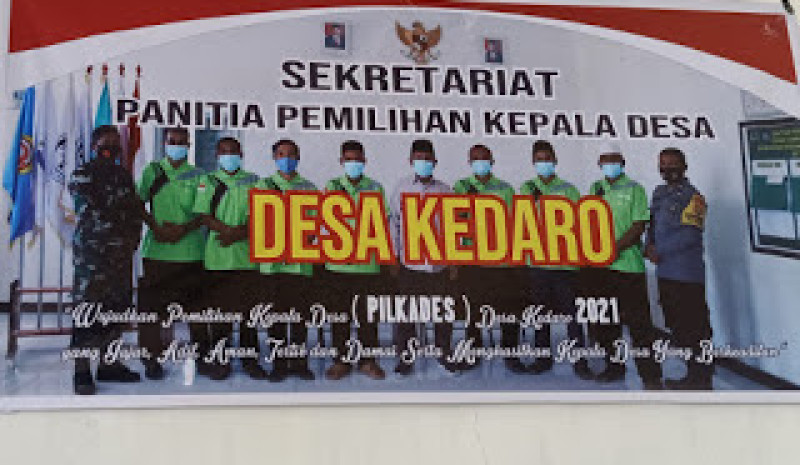 SEKRETARIAT
PANITIA PEMILIHAN KEPALA DESA
DESA KEDARO
"Wujudkan Pemilihan Kepala Desa ( PILKADES ) Desa Kedaro 2021
yang Jujur, Adil Aman, Tertib dan Damai Serta Menghasilkan Kepala Desa Yang Berkualitas"